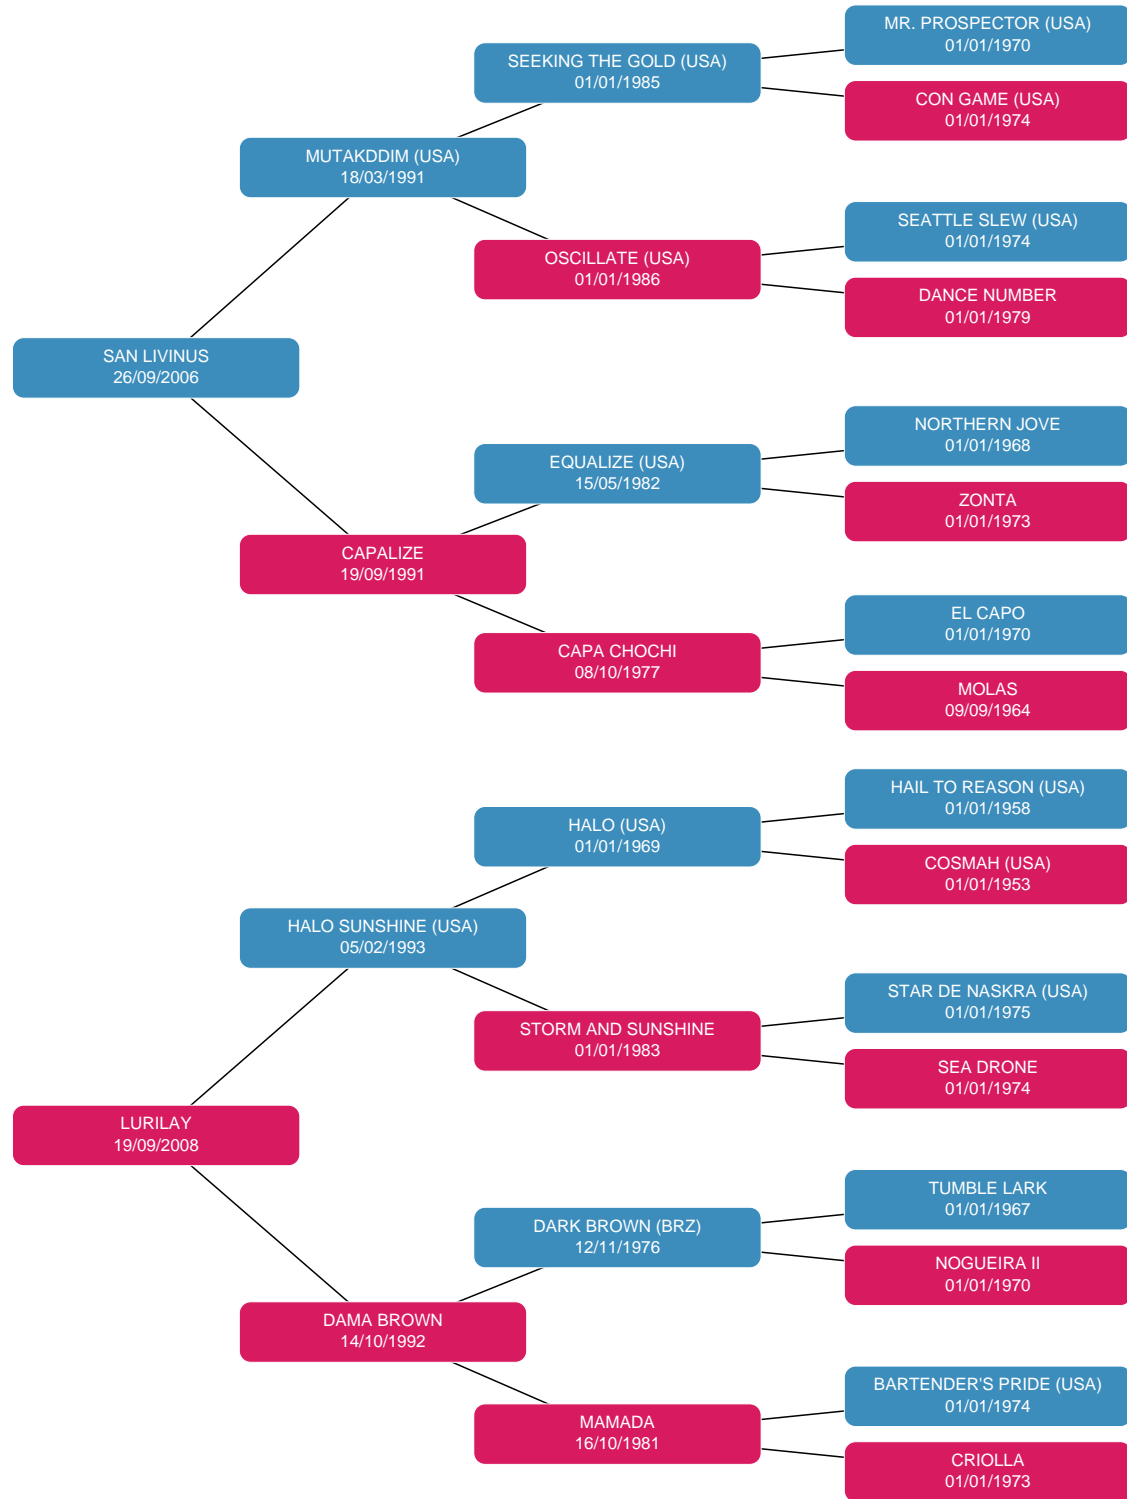 MR. PROSPECTOR (USA)
01/01/1970
SEEKING THE GOLD (USA)
01/01/1985
CON GAME (USA)
01/01/1974
MUTAKDDIM (USA)
18/03/1991
SEATTLE SLEW (USA)
01/01/1974
OSCILLATE (USA)
01/01/1986
DANCE NUMBER
01/01/1979
SAN LIVINUS
26/09/2006
NORTHERN JOVE
01/01/1968
EQUALIZE (USA)
15/05/1982
ZONTA
01/01/1973
CAPALIZE
19/09/1991
EL CAPO
01/01/1970
CAPA CHOCHI
08/10/1977
MOLAS
09/09/1964
HAIL TO REASON (USA)
01/01/1958
HALO (USA)
01/01/1969
COSMAH (USA)
01/01/1953
HALO SUNSHINE (USA)
05/02/1993
STAR DE NASKRA (USA)
01/01/1975
STORM AND SUNSHINE
01/01/1983
SEA DRONE
01/01/1974
LURILAY
19/09/2008
TUMBLE LARK
01/01/1967
DARK BROWN (BRZ)
12/11/1976
NOGUEIRA II
01/01/1970
DAMA BROWN
14/10/1992
BARTENDER'S PRIDE (USA)
01/01/1974
MAMADA
16/10/1981
CRIOLLA
01/01/1973